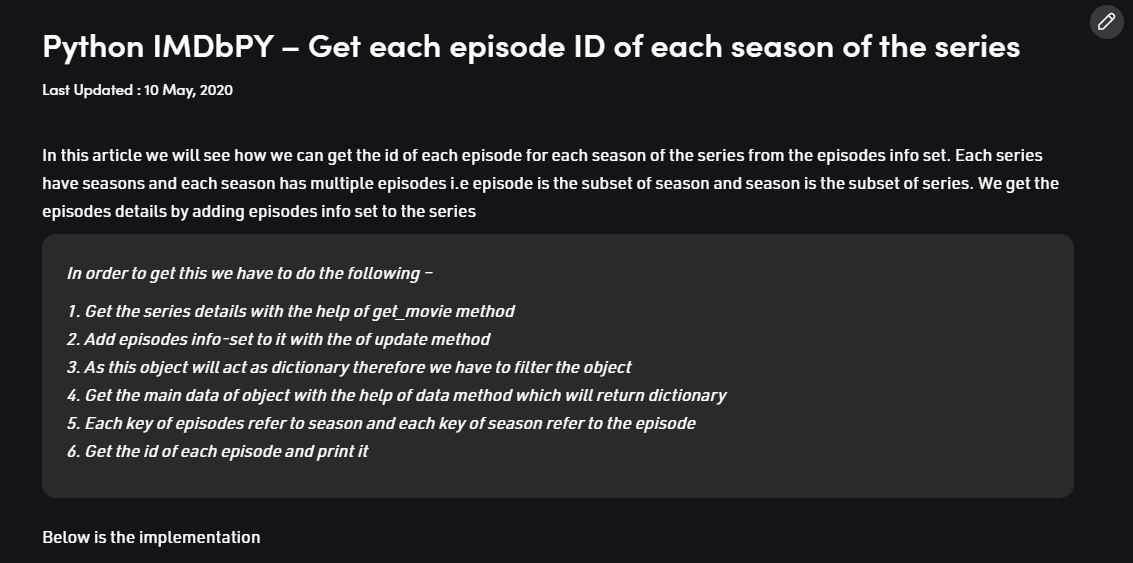 Python IMDbPY – Get each episode ID of each season of the series
Last Updated : 10 May, 2020
In this article we will see how we can get the id of each episode for each season of the series from the episodes info set. Each series
have seasons and each season has multiple episodes i.e episode is the subset of season and season is the subset of series. We get the
episodes details by adding episodes info set to the series
In order to get this we have to do the following –
1. Get the series details with the help of get_movie method
2. Add episodes info-set to it with the of update method
3. As this object will act as dictionary therefore we have to filter the object
4. Get the main data of object with the help of data method which will return dictionary
5. Each key of episodes refer to season and each key of season refer to the episode
6. Get the id of each episode and print it
Below is the implementation